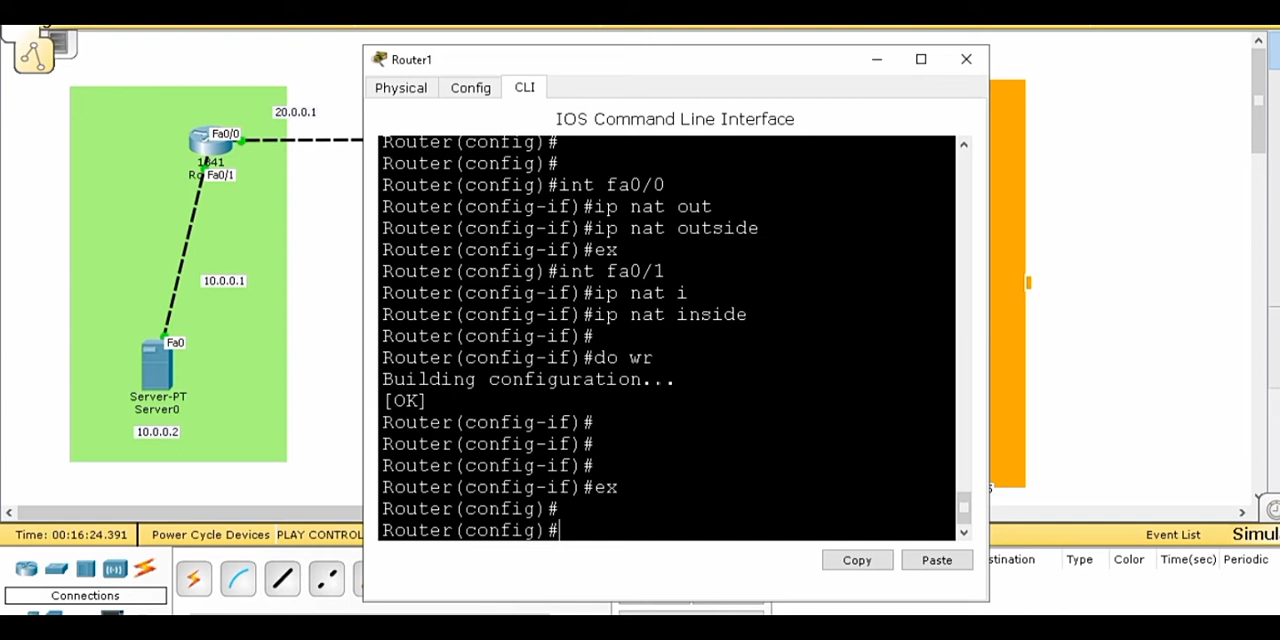 Router1
Physical
Config
CLI
IOS Command Line Interface
Router(config)#
Router(config)#
Router(config)#int fa0/0
Router(config-if)#ip nat out
Router(config-if)#ip nat outside
Router(config-if)#ex
Router(config)#int fa0/1
Router(config-if)#ip nat i
Router(config-if)#ip nat inside
Router(config-if)#
Router(config-if)#do wr
Building configuration...
[OK]
Router(config-if)#
Router(config-if)#
Router(config-if)#
Router(config-if)#ex
Router(config)#
Router(config)#
Copy
Paste
20.0.0.1
Fa0/0
1841
Fa0/1
10.0.0.1
Fa0
Server-PT
Server0
10.0.0.2
Time: 00:16:24.391
Power Cycle Devices
PLAY CONTROL
Event List
Simul
Connections
stination
Type
Color
Time(sec)
Periodic